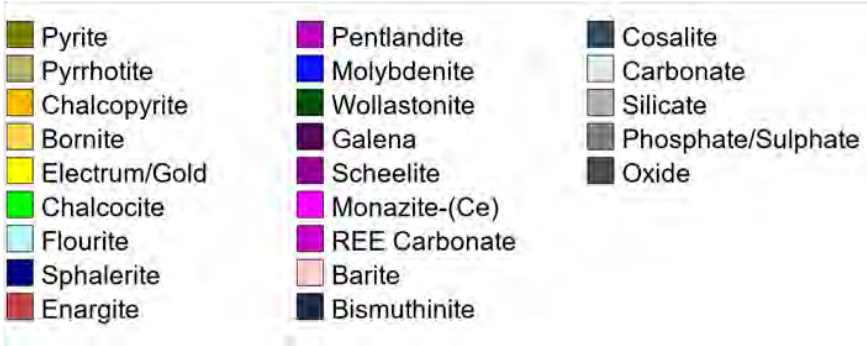 Pyrite
Pyrrhotite
Chalcopyrite
Bornite
Electrum/Gold
Chalcocite
Flourite
Sphalerite
Enargite
Pentlandite
Molybdenite
Wollastonite
Galena
Scheelite
Monazite-(Ce)
REE Carbonate
Barite
Bismuthinite
Cosalite
Carbonate
Silicate
Phosphate/Sulphate
Oxide